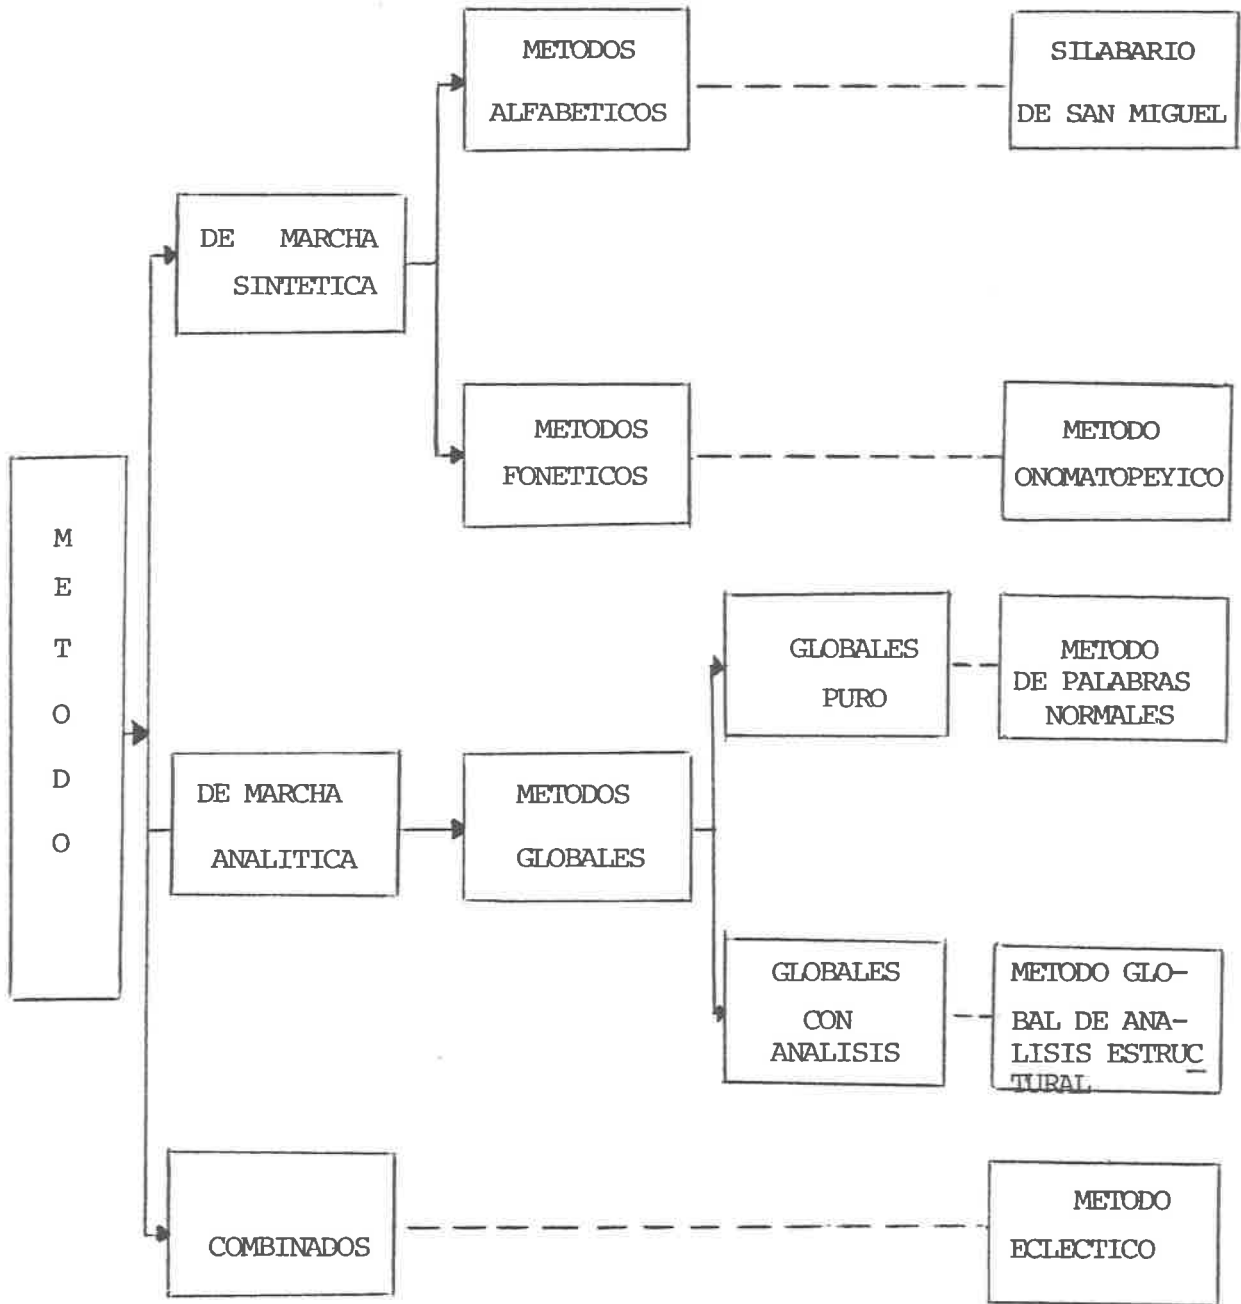 METODOS
ALFABETICOS
SILABARIO
DE SAN MIGUEL
DE MARCHA
SINTETICA
METODOS
FONETICOS
METODO
ONOMATOPEYICO
M
E
T
O
D
O
GLOBALES
PURO
METODO
DE PALABRAS
NORMALES
DE MARCHA
ANALITICA
METODOS
GLOBALES
GLOBALES
CON
ANALISIS
METODO GLO-
BAL DE ANA-
LISIS ESTRUC
TURAL
COMBINADOS
METODO
ECLECTICO